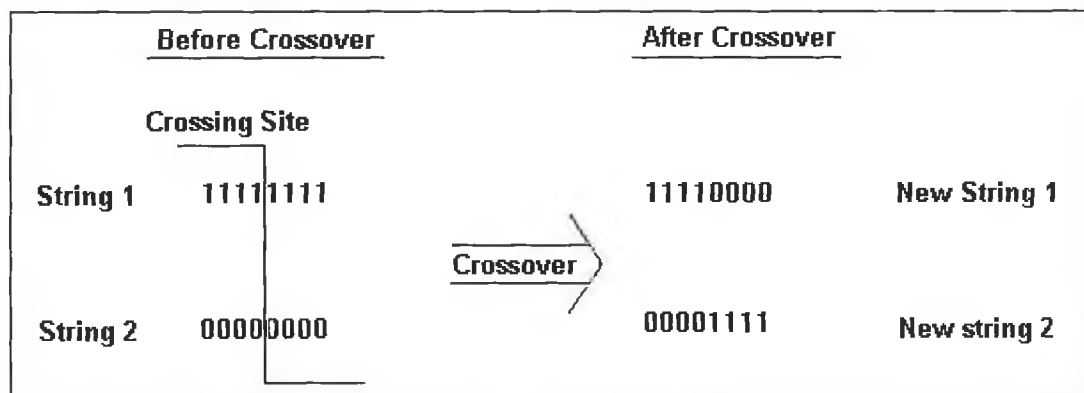 Before Crossover
After Crossover
Crossing Site
String 1
11111111
11110000
New String 1
Crossover
String 2
00000000
00001111
New string 2